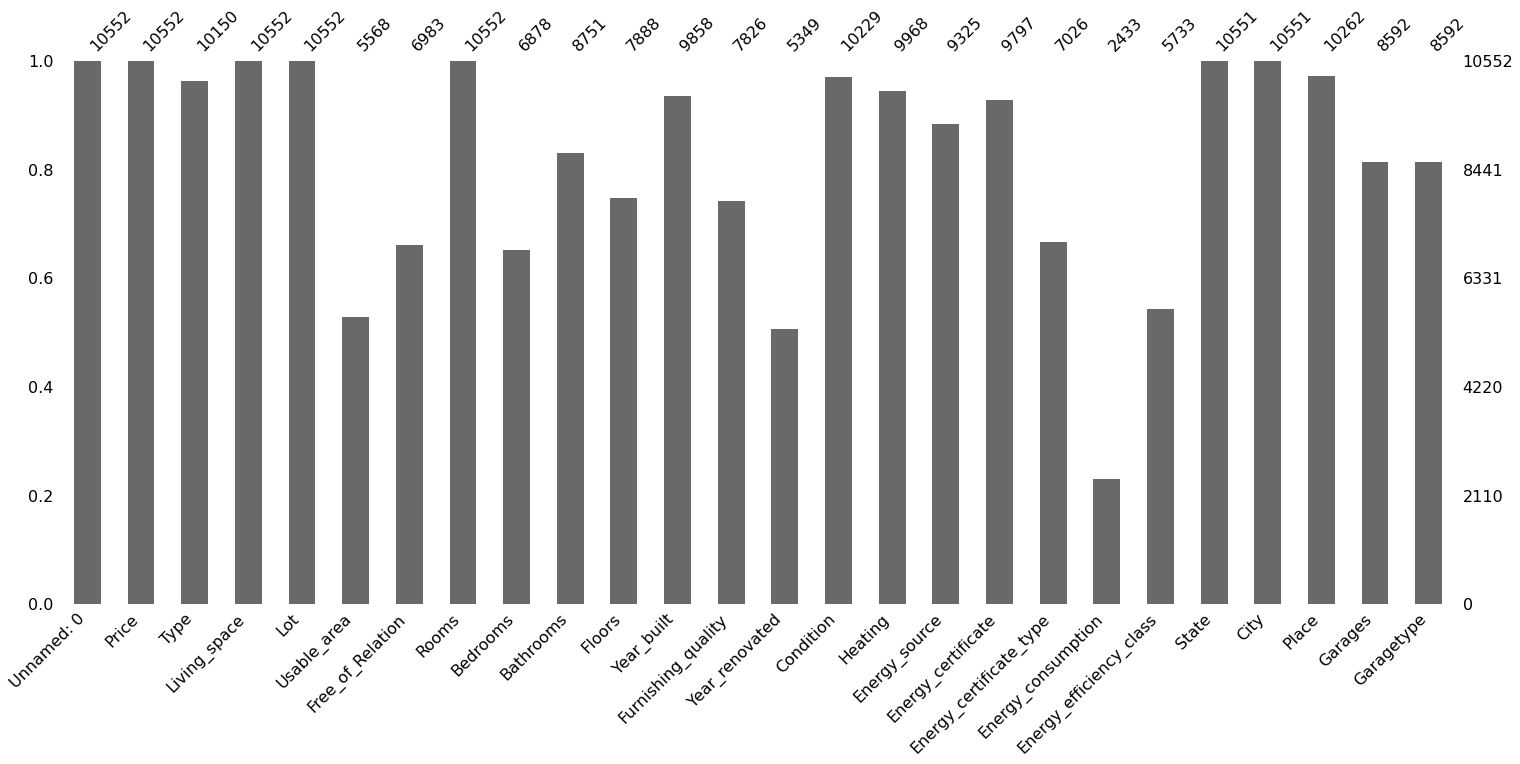 10552 10552 10150 10552 10552 5568 6983 10552 6878 8751 7888 9858 7826 5349 10229 9968 9325 9797 7026 2433 5733 10551 10551 10262 8592 8592
1.0 10552
0.8 8441
0.6 6331
0.4 4220
0.2 2110
0.0 0
Unnamed: 0
Price
Type
Living_space
Lot
Usable_area
Free_of_Relation
Rooms
Bedrooms
Bathrooms
Floors
Year_built
Furnishing_quality
Year_renovated
Condition
Heating
Energy_source
Energy_certificate
Energy_certificate_type
Energy_consumption
Energy_efficiency_class
State
City
Place
Garages
Garagetype